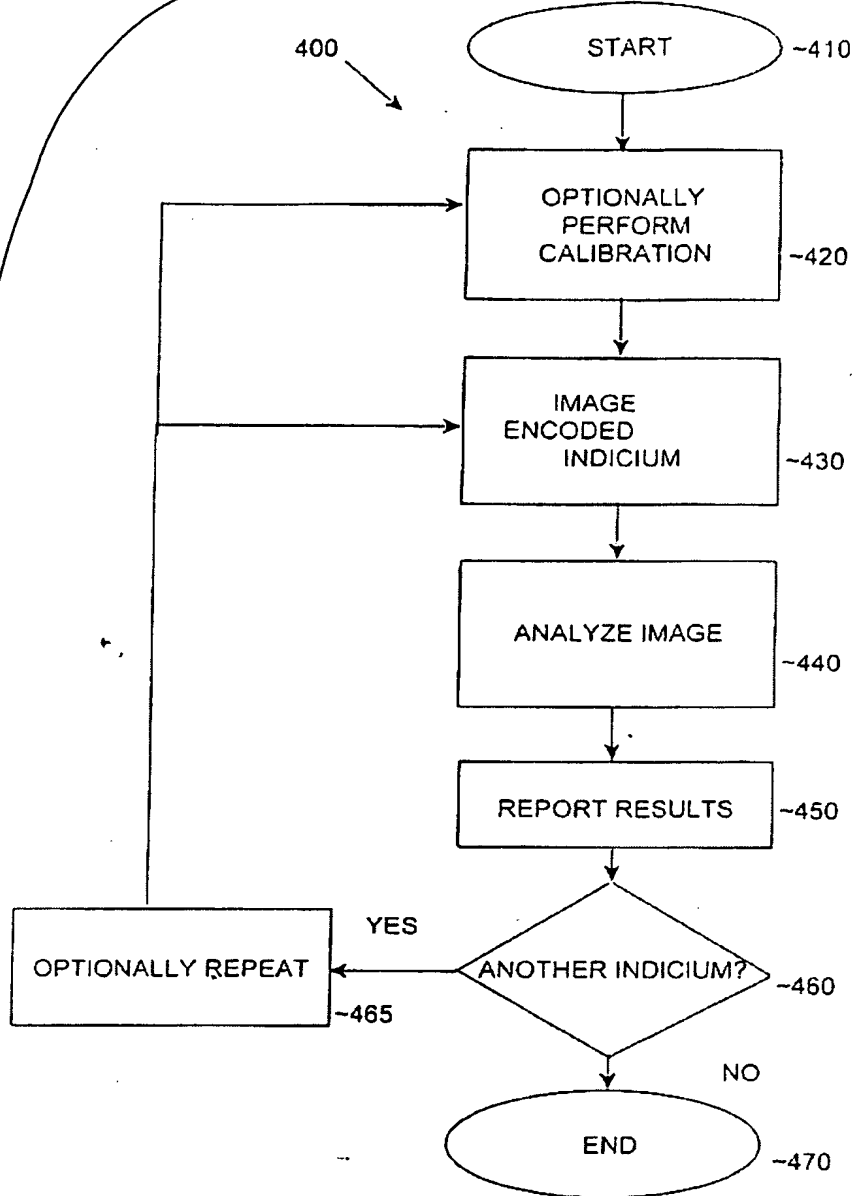 400
START
~410
OPTIONALLY
PERFORM
CALIBRATION
~420
IMAGE
ENCODED
INDICIUM
~430
ANALYZE IMAGE
~440
REPORT RESULTS
~450
YES
OPTIONALLY REPEAT
~465
ANOTHER INDICIUM?
~460
NO
END
~470